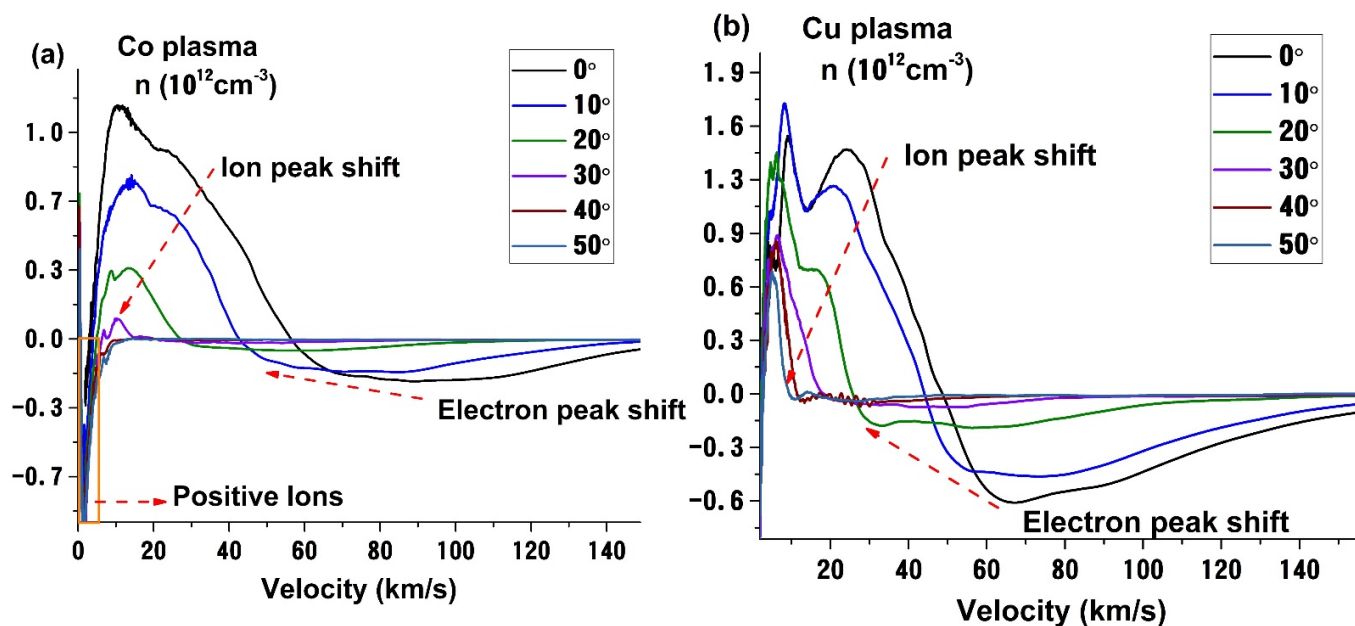 (a)
Co plasma
n (10¹²cm⁻³)
0°
10°
20°
30°
40°
50°
1.0
0.7
0.3
0.0
−0.3
−0.7
Ion peak shift
Electron peak shift
Positive Ions
0 20 40 60 80 100 120 140
Velocity (km/s)
(b)
Cu plasma
n (10¹²cm⁻³)
0°
10°
20°
30°
40°
50°
1.9
1.6
1.3
0.9
0.6
0.3
0.0
−0.3
−0.6
Ion peak shift
Electron peak shift
20 40 60 80 100 120 140
Velocity (km/s)